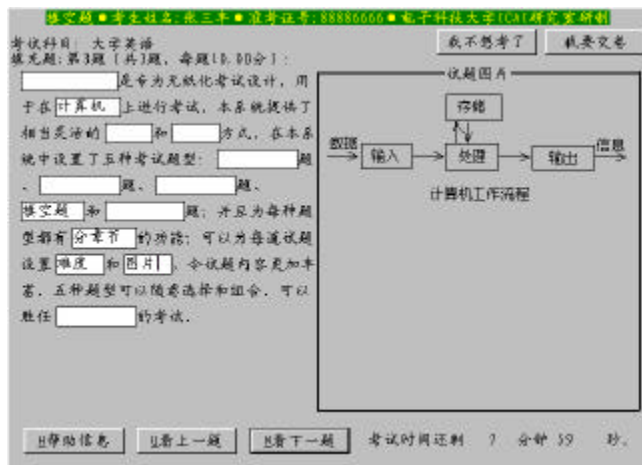 填空题■考生姓名:张三丰■准考证号:88886666■电子科技大学(CAI研究室研制
考试科目: 大学英语
我不想考了
我要交卷
填充题:第3题 [共3题, 每题10.00分]:
是专为无纸化考试设计, 用
于在 计算机 上进行考试, 本系统提供了
相当灵活的 和 方式, 在本系
统中设置了五种考试题型: 题
、 题、 题、
填空题 和 题; 并且为每种题
型都有 分章节 的功能; 可以为每道试题
设置 难度 和 图片 , 令试题内容更加丰
富. 五种题型可以随意选择和组合. 可以
胜任 的考试.
试题图片
存储
数据
输入
处理
输出
信息
计算机工作流程
H帮助信息
U看上一题
N看下一题
考试时间还剩 7 分钟 59 秒.